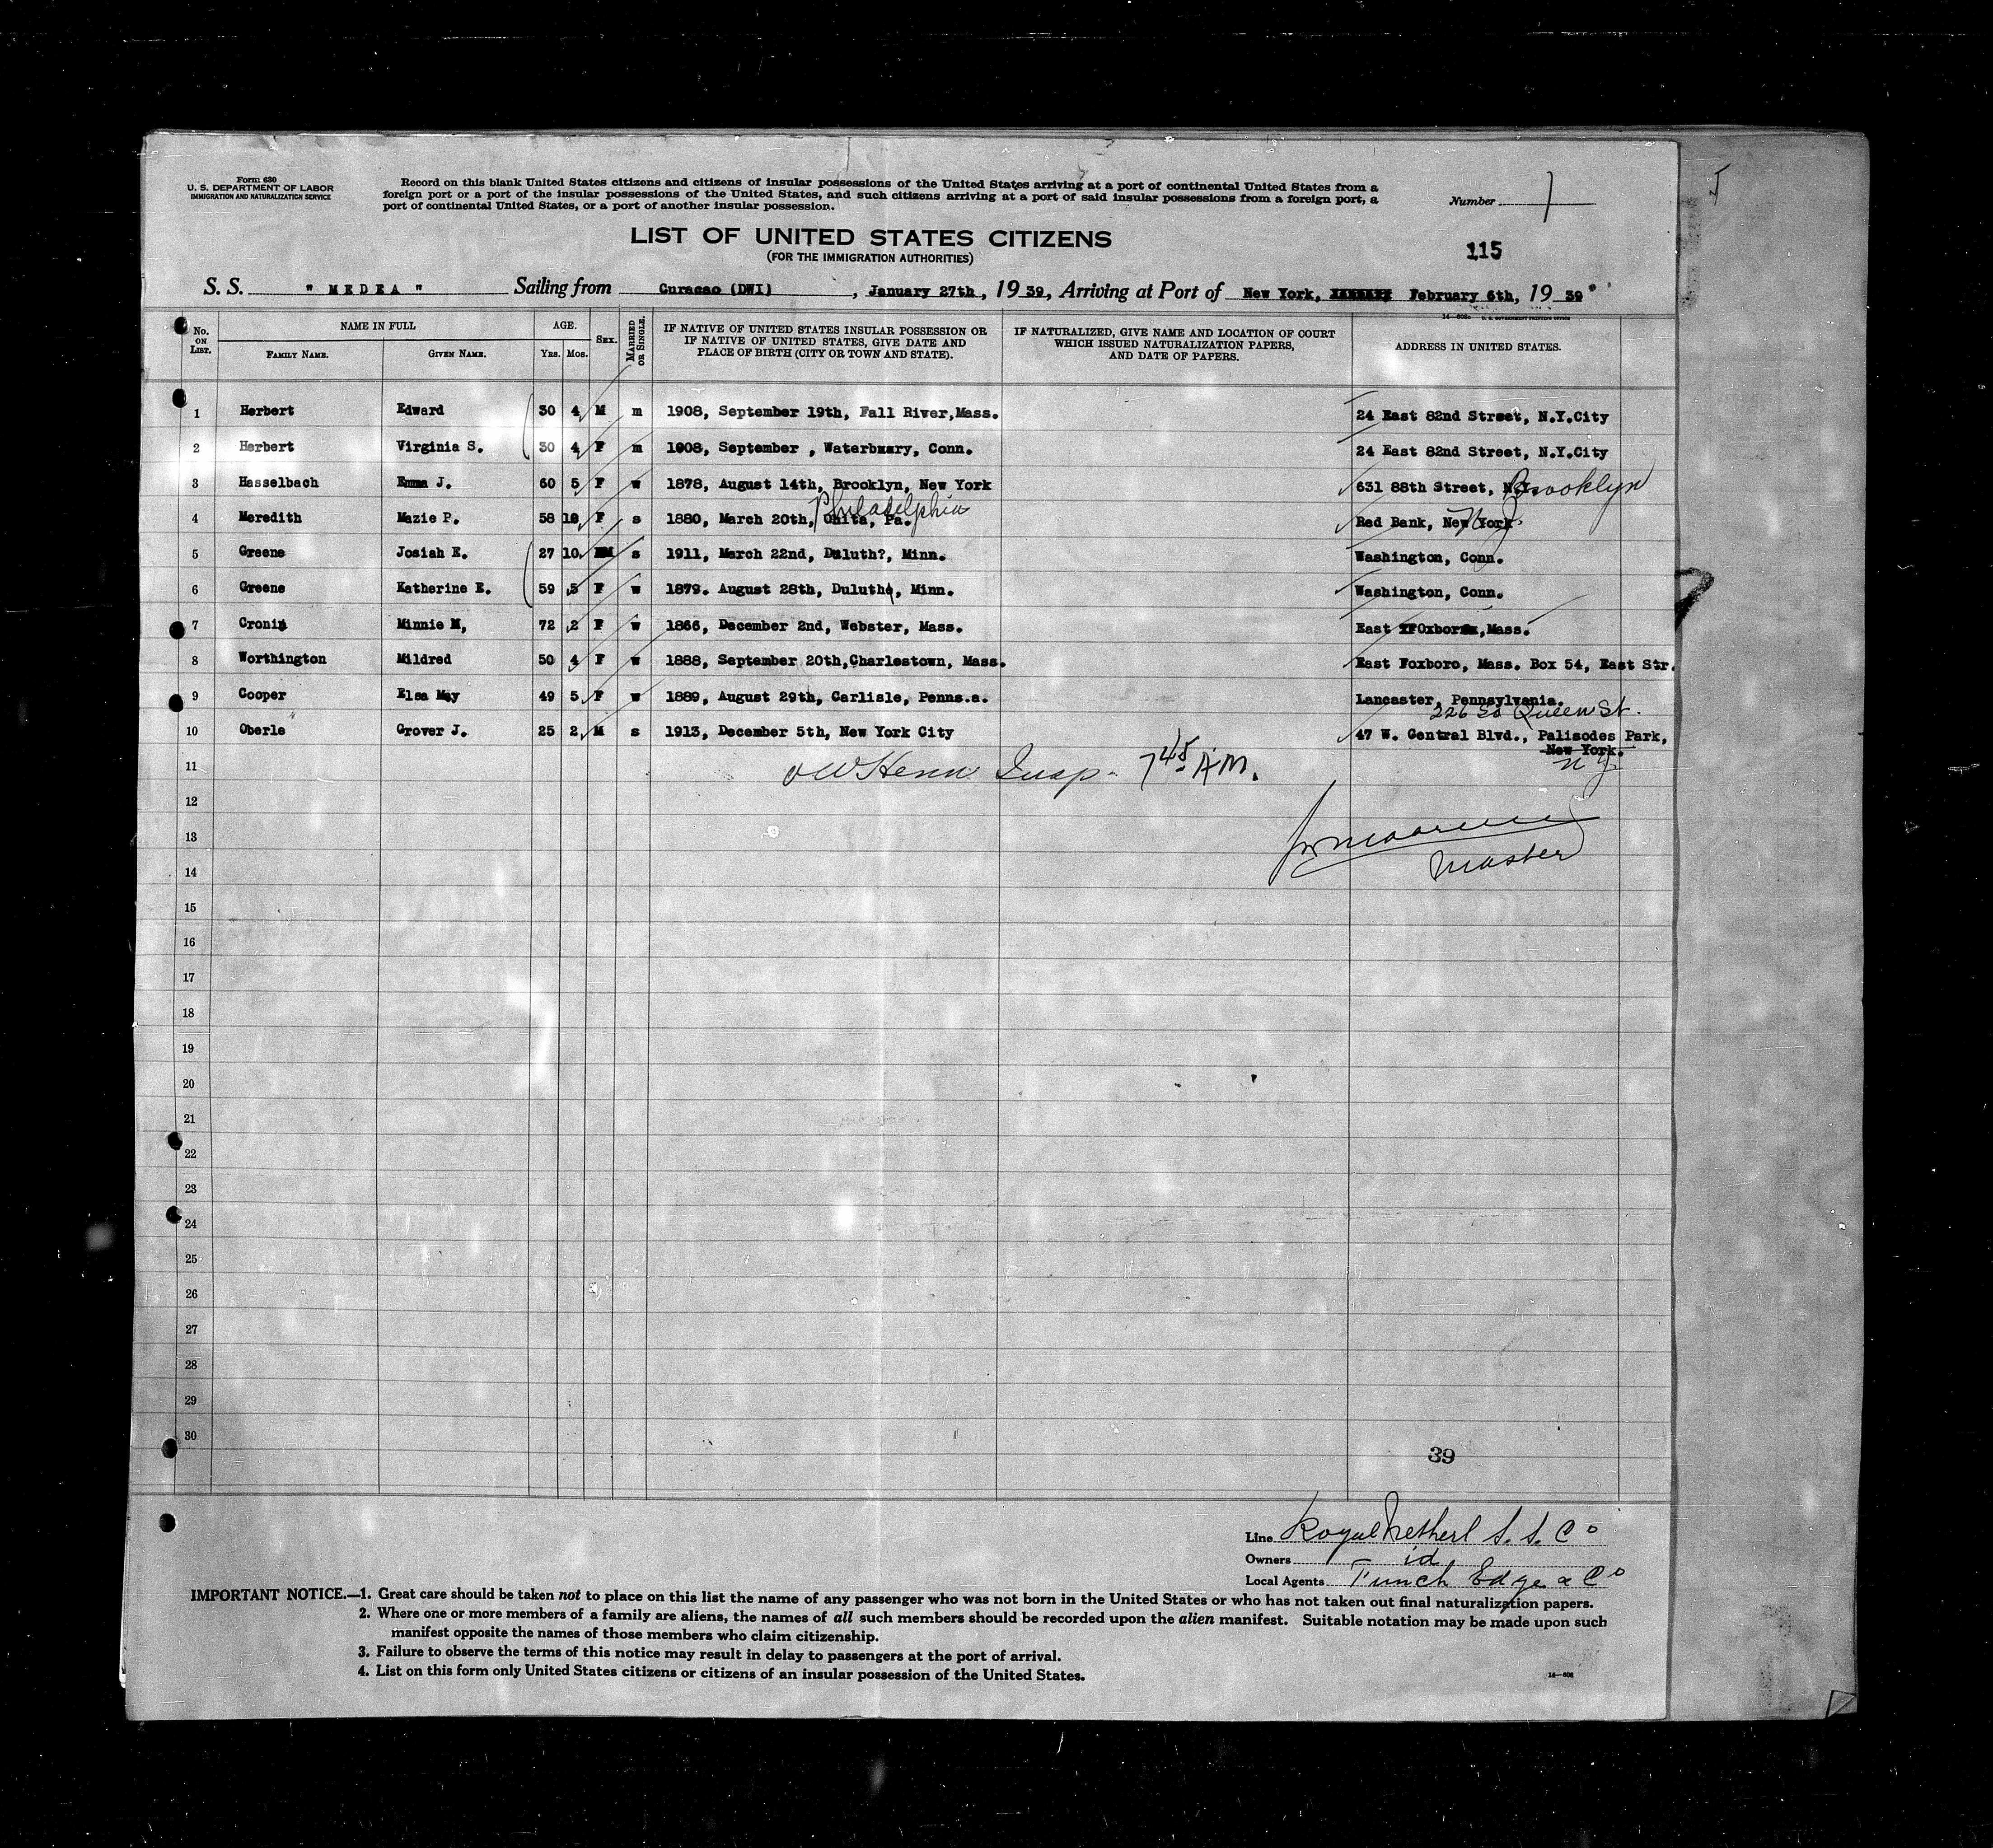 Form 630
U. S. DEPARTMENT OF LABOR
IMMIGRATION AND NATURALIZATION SERVICE
Record on this blank United States citizens and citizens of insular possessions of the United States arriving at a port of continental United States from a
foreign port or a port of the insular possessions of the United States, and such citizens arriving at a port of said insular possessions from a foreign port, a
port of continental United States, or a port of another insular possession.
Number 1
LIST OF UNITED STATES CITIZENS
(FOR THE IMMIGRATION AUTHORITIES)
115
S. S. " MEDEA " Sailing from Curacao (DWI), January 27th, 1939, Arriving at Port of New York, February 6th, 1939
No. ON LIST. NAME IN FULL FAMILY NAME. GIVEN NAME. AGE. YRS. MOS. SEX. MARRIED OR SINGLE. IF NATIVE OF UNITED STATES INSULAR POSSESSION OR IF NATIVE OF UNITED STATES, GIVE DATE AND PLACE OF BIRTH (CITY OR TOWN AND STATE). IF NATURALIZED, GIVE NAME AND LOCATION OF COURT WHICH ISSUED NATURALIZATION PAPERS, AND DATE OF PAPERS. ADDRESS IN UNITED STATES.
1 Herbert Edward 30 4 M m 1908, September 19th, Fall River, Mass. 24 East 82nd Street, N.Y.City
2 Herbert Virginia S. 30 4 F m 1908, September , Waterbury, Conn. 24 East 82nd Street, N.Y.City
3 Hasselbach Emma J. 60 5 F w 1878, August 14th, Brooklyn, New York 631 88th Street, N.Y. Brooklyn
Philadelphia
4 Meredith Mazie P. 58 10 F s 1880, March 20th, Pa. Red Bank, New York N.J.
5 Greene Josiah E. 27 10 M s 1911, March 22nd, Duluth?, Minn. Washington, Conn.
6 Greene Katherine E. 59 5 F w 1879. August 28th, Duluth, Minn. Washington, Conn.
7 Cronin Minnie M, 72 2 F w 1866, December 2nd, Webster, Mass. East Foxboro, Mass.
8 Worthington Mildred 50 4 F w 1888, September 20th, Charlestown, Mass. East Foxboro, Mass. Box 54, East Str.
9 Cooper Elsa May 49 5 F w 1889, August 29th, Carlisle, Penns.a. Lancaster, Pennsylvania.
226 So Queen St.
10 Oberle Grover J. 25 2 M s 1913, December 5th, New York City 47 W. Central Blvd., Palisodes Park,
New York.
N J.
11 Insp. 7 45 A.M.
12
13
Master
14
15
16
17
18
19
20
21
22
23
24
25
26
27
28
29
30
39
Line Royal Netherl S. S. Co
Owners id
Local Agents Funch Edge & Co
IMPORTANT NOTICE.—1. Great care should be taken not to place on this list the name of any passenger who was not born in the United States or who has not taken out final naturalization papers.
2. Where one or more members of a family are aliens, the names of all such members should be recorded upon the alien manifest. Suitable notation may be made upon such
manifest opposite the names of those members who claim citizenship.
3. Failure to observe the terms of this notice may result in delay to passengers at the port of arrival.
4. List on this form only United States citizens or citizens of an insular possession of the United States.